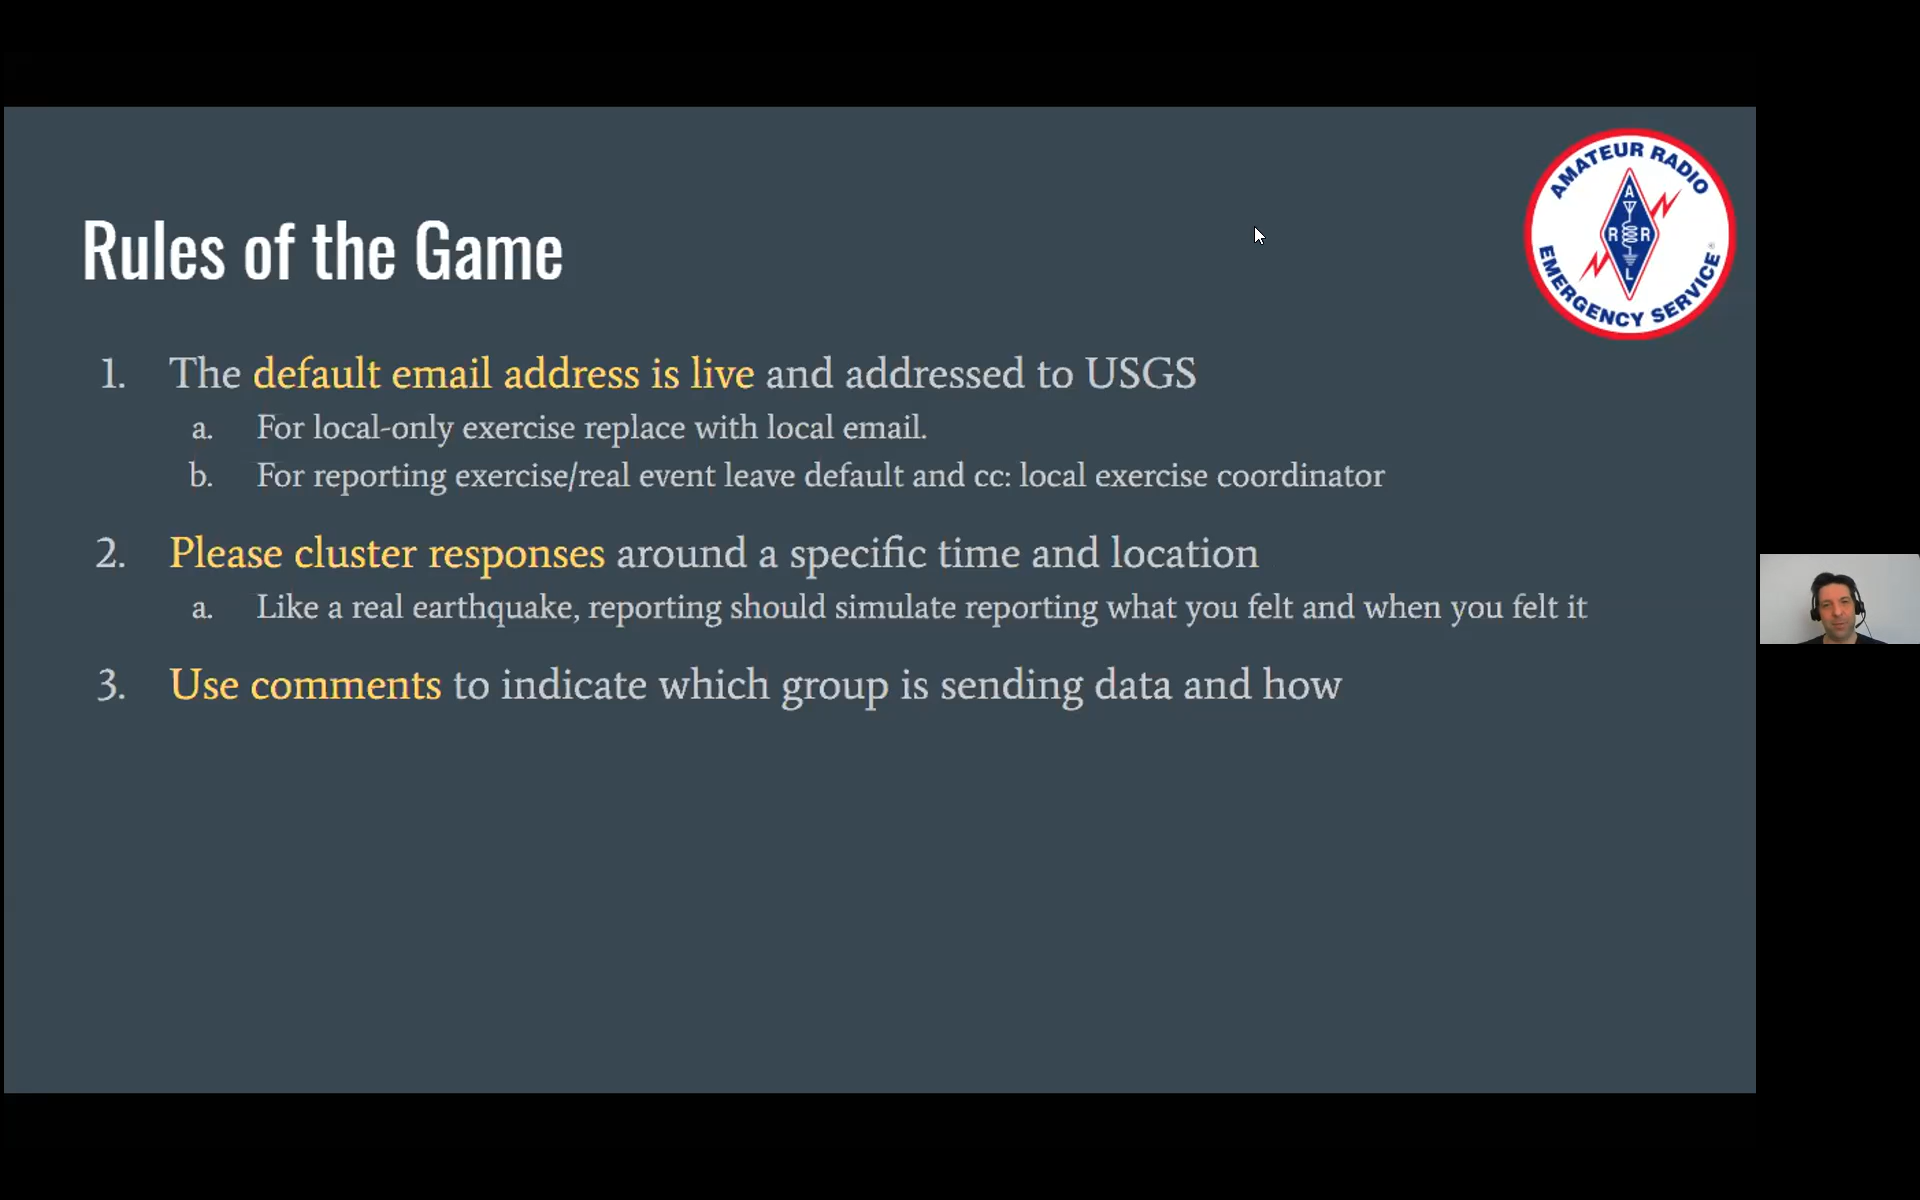 AMATEUR RADIO
A
R R
L
EMERGENCY SERVICE
®
Rules of the Game
1. The default email address is live and addressed to USGS
a. For local-only exercise replace with local email.
b. For reporting exercise/real event leave default and cc: local exercise coordinator
2. Please cluster responses around a specific time and location
a. Like a real earthquake, reporting should simulate reporting what you felt and when you felt it
3. Use comments to indicate which group is sending data and how